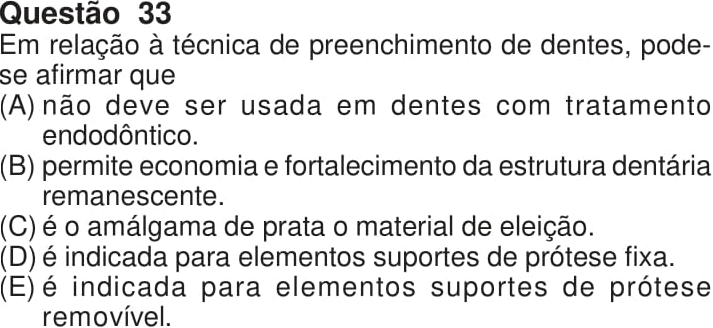 Questão 33
Em relação à técnica de preenchimento de dentes, pode-
se afirmar que
(A) não deve ser usada em dentes com tratamento
endodôntico.
(B) permite economia e fortalecimento da estrutura dentária
remanescente.
(C) é o amálgama de prata o material de eleição.
(D) é indicada para elementos suportes de prótese fixa.
(E) é indicada para elementos suportes de prótese
removível.